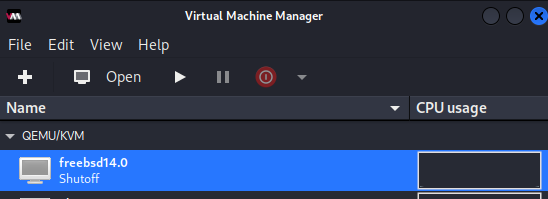 Virtual Machine Manager
File Edit View Help
Open
Name CPU usage
QEMU/KVM
freebsd14.0
Shutoff